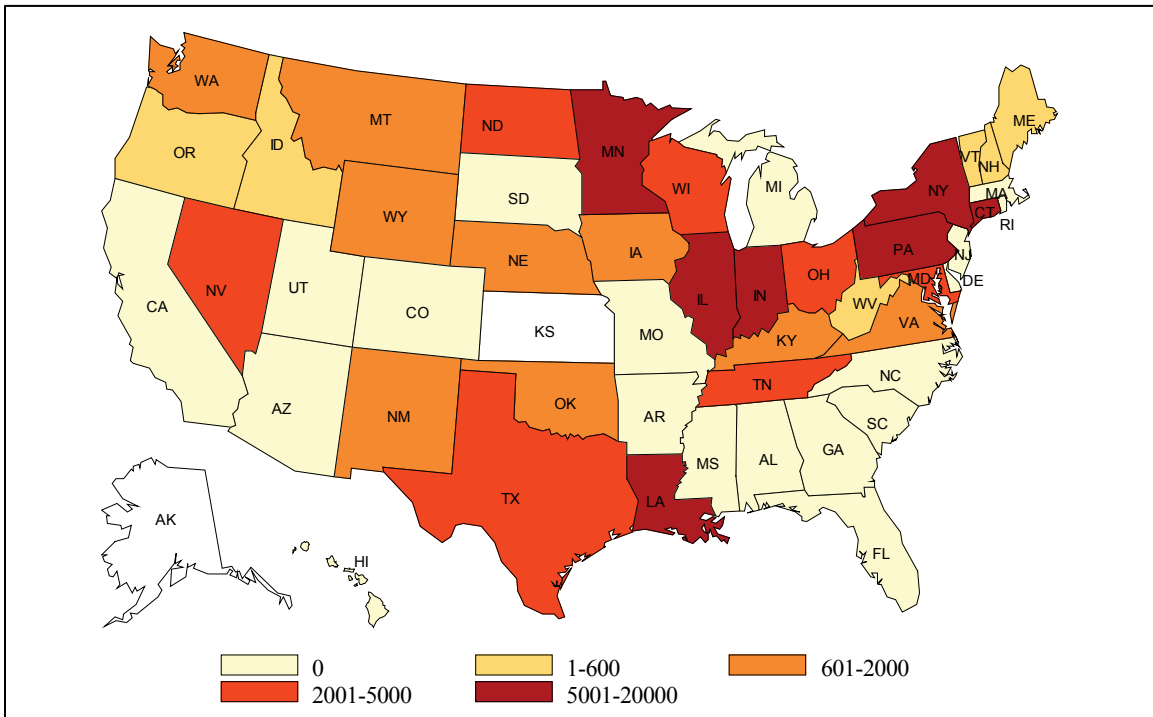 WA
MT
ND
MN
ME
OR
ID
VT
NH
WI
NY
SD
MI
MA
CT
RI
WY
IA
NE
PA
NJ
OH
MD
DE
NV
UT
IL
IN
WV
CA
CO
KS
MO
KY
VA
TN
NC
AZ
NM
OK
AR
SC
MS
AL
GA
TX
LA
AK
HI
FL
0
1-600
601-2000
2001-5000
5001-20000